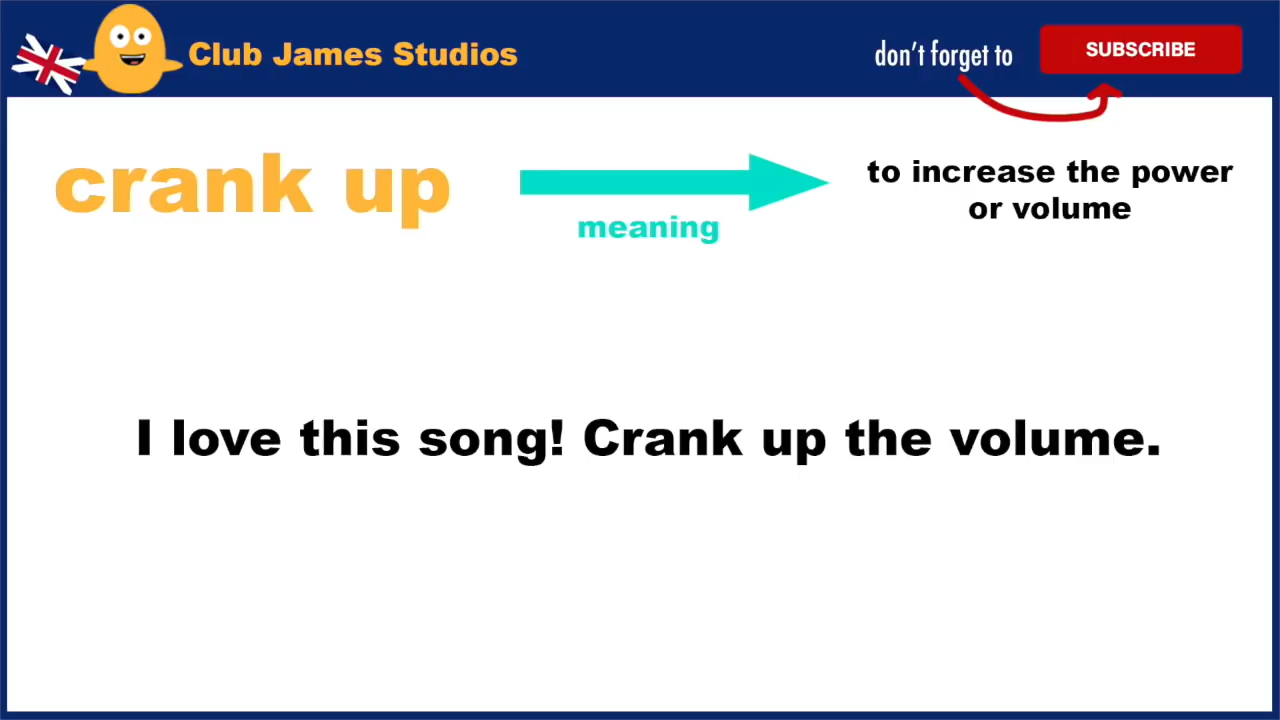 Club James Studios
don't forget to
SUBSCRIBE
crank up
meaning
to increase the power
or volume
I love this song! Crank up the volume.